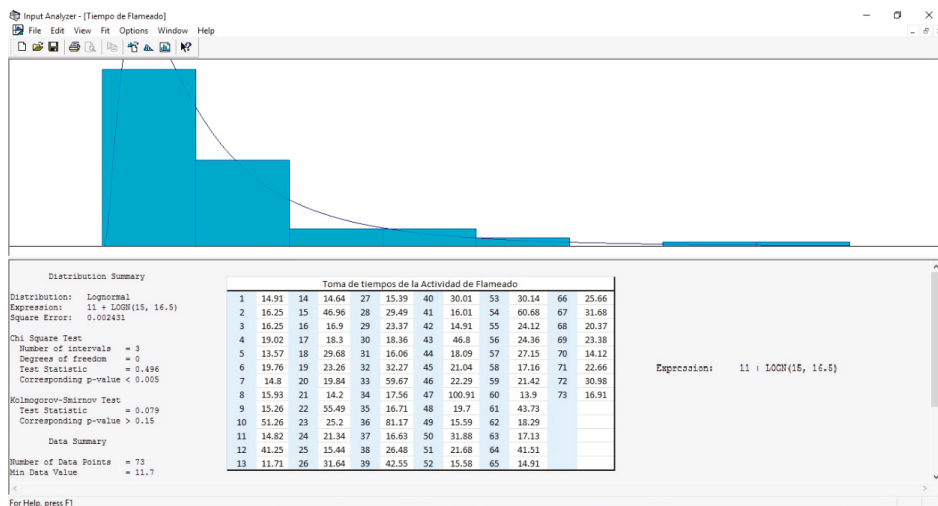 Input Analyzer - [Tiempo de Flameado]
File Edit View Fit Options Window Help
Distribution Summary
Distribution: Lognormal
Expression: 11 + LOGN(15, 16.5)
Square Error: 0.002431
Chi Square Test
Number of intervals = 3
Degrees of freedom = 0
Test Statistic = 0.496
Corresponding p-value < 0.005
Kolmogorov-Smirnov Test
Test Statistic = 0.079
Corresponding p-value > 0.15
Data Summary
Number of Data Points = 73
Min Data Value = 11.7
Toma de tiempos de la Actividad de Flameado
1 14.91 14 14.64 27 15.39 40 30.01 53 30.14 66 25.66
2 16.25 15 46.96 28 29.49 41 16.01 54 60.68 67 31.68
3 16.25 16 16.9 29 23.37 42 14.91 55 24.12 68 20.37
4 19.02 17 18.3 30 18.36 43 46.8 56 24.36 69 23.38
5 13.57 18 29.68 31 16.06 44 18.09 57 27.15 70 14.12
6 19.76 19 23.26 32 32.27 45 21.04 58 17.16 71 22.66
7 14.8 20 19.84 33 59.67 46 22.29 59 21.42 72 30.98
8 15.93 21 14.2 34 17.56 47 100.91 60 13.9 73 16.91
9 15.26 22 55.49 35 16.71 48 19.7 61 43.73
10 51.26 23 25.2 36 81.17 49 15.59 62 18.29
11 14.82 24 21.34 37 16.63 50 31.88 63 17.13
12 41.25 25 15.44 38 26.48 51 21.68 64 41.51
13 11.71 26 31.64 39 42.55 52 15.58 65 14.91
Expression: 11 + LOGN(15, 16.5)
For Help, press F1